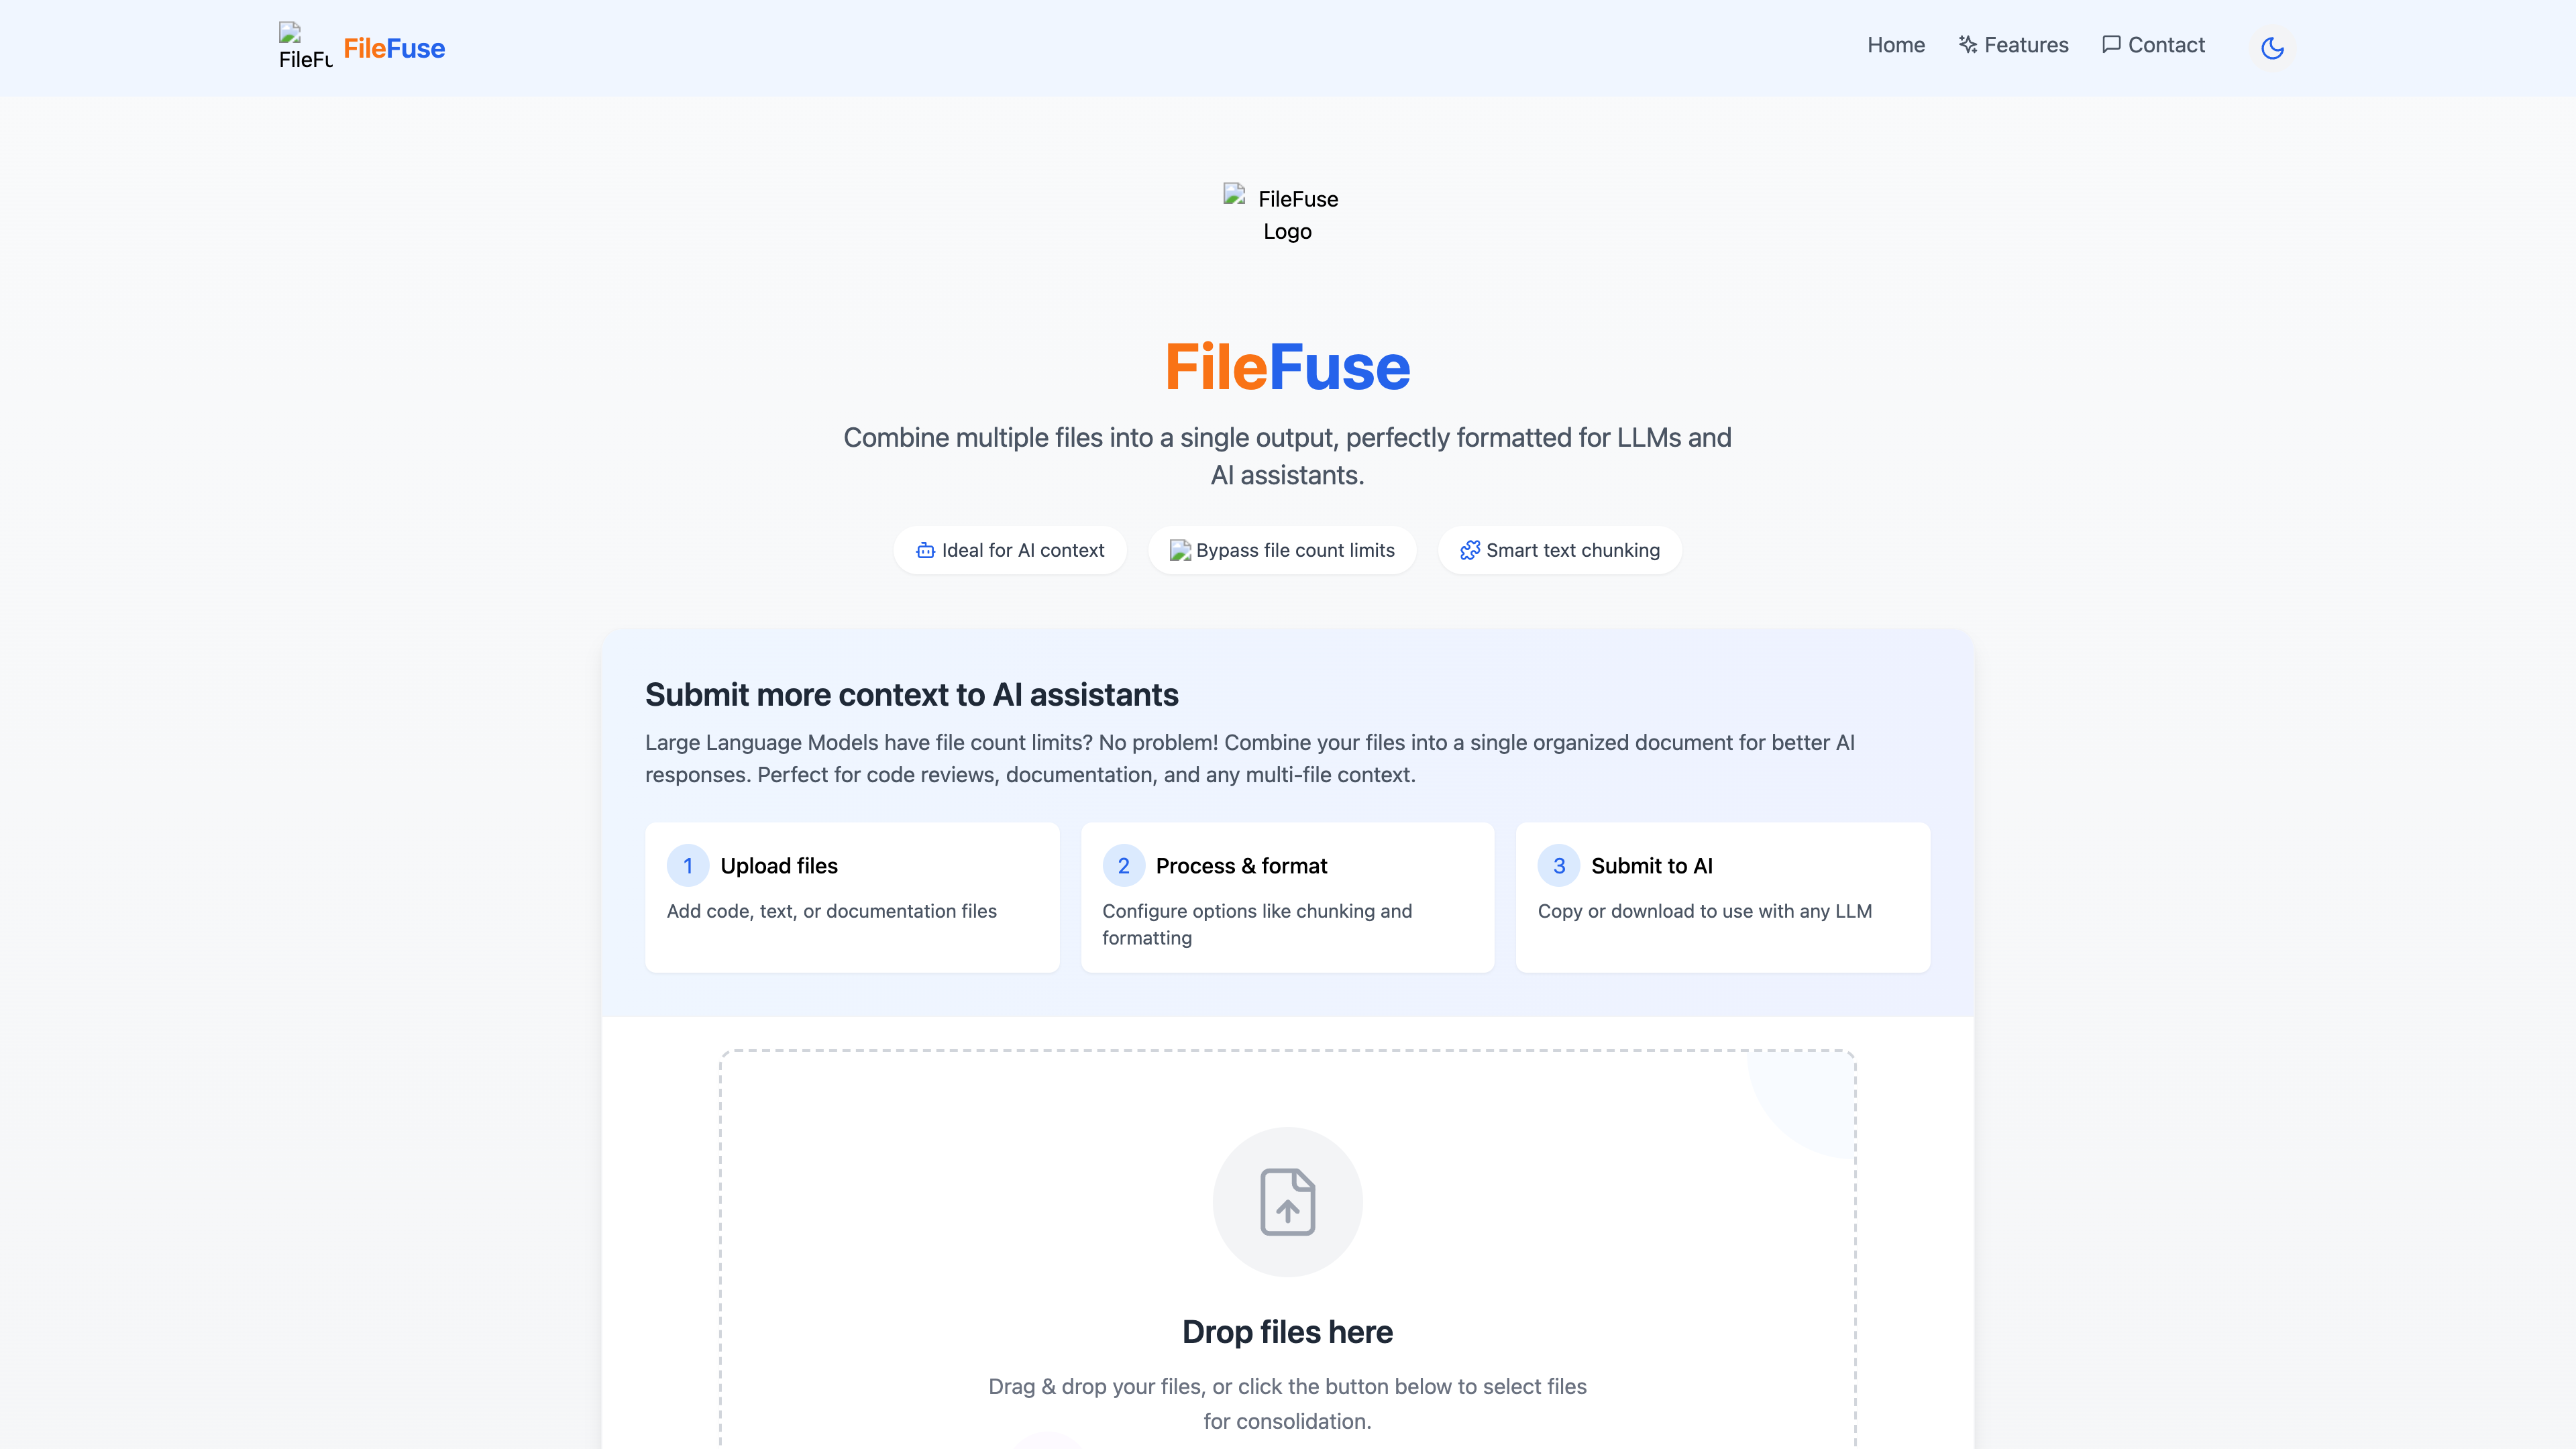 FileFu
FileFuse
Home
Features
Contact
FileFuse
Logo
FileFuse
Combine multiple files into a single output, perfectly formatted for LLMs and
AI assistants.
Ideal for AI context
Bypass file count limits
Smart text chunking
Submit more context to AI assistants
Large Language Models have file count limits? No problem! Combine your files into a single organized document for better AI
responses. Perfect for code reviews, documentation, and any multi-file context.
1 Upload files
Add code, text, or documentation files
2 Process & format
Configure options like chunking and
formatting
3 Submit to AI
Copy or download to use with any LLM
Drop files here
Drag & drop your files, or click the button below to select files
for consolidation.